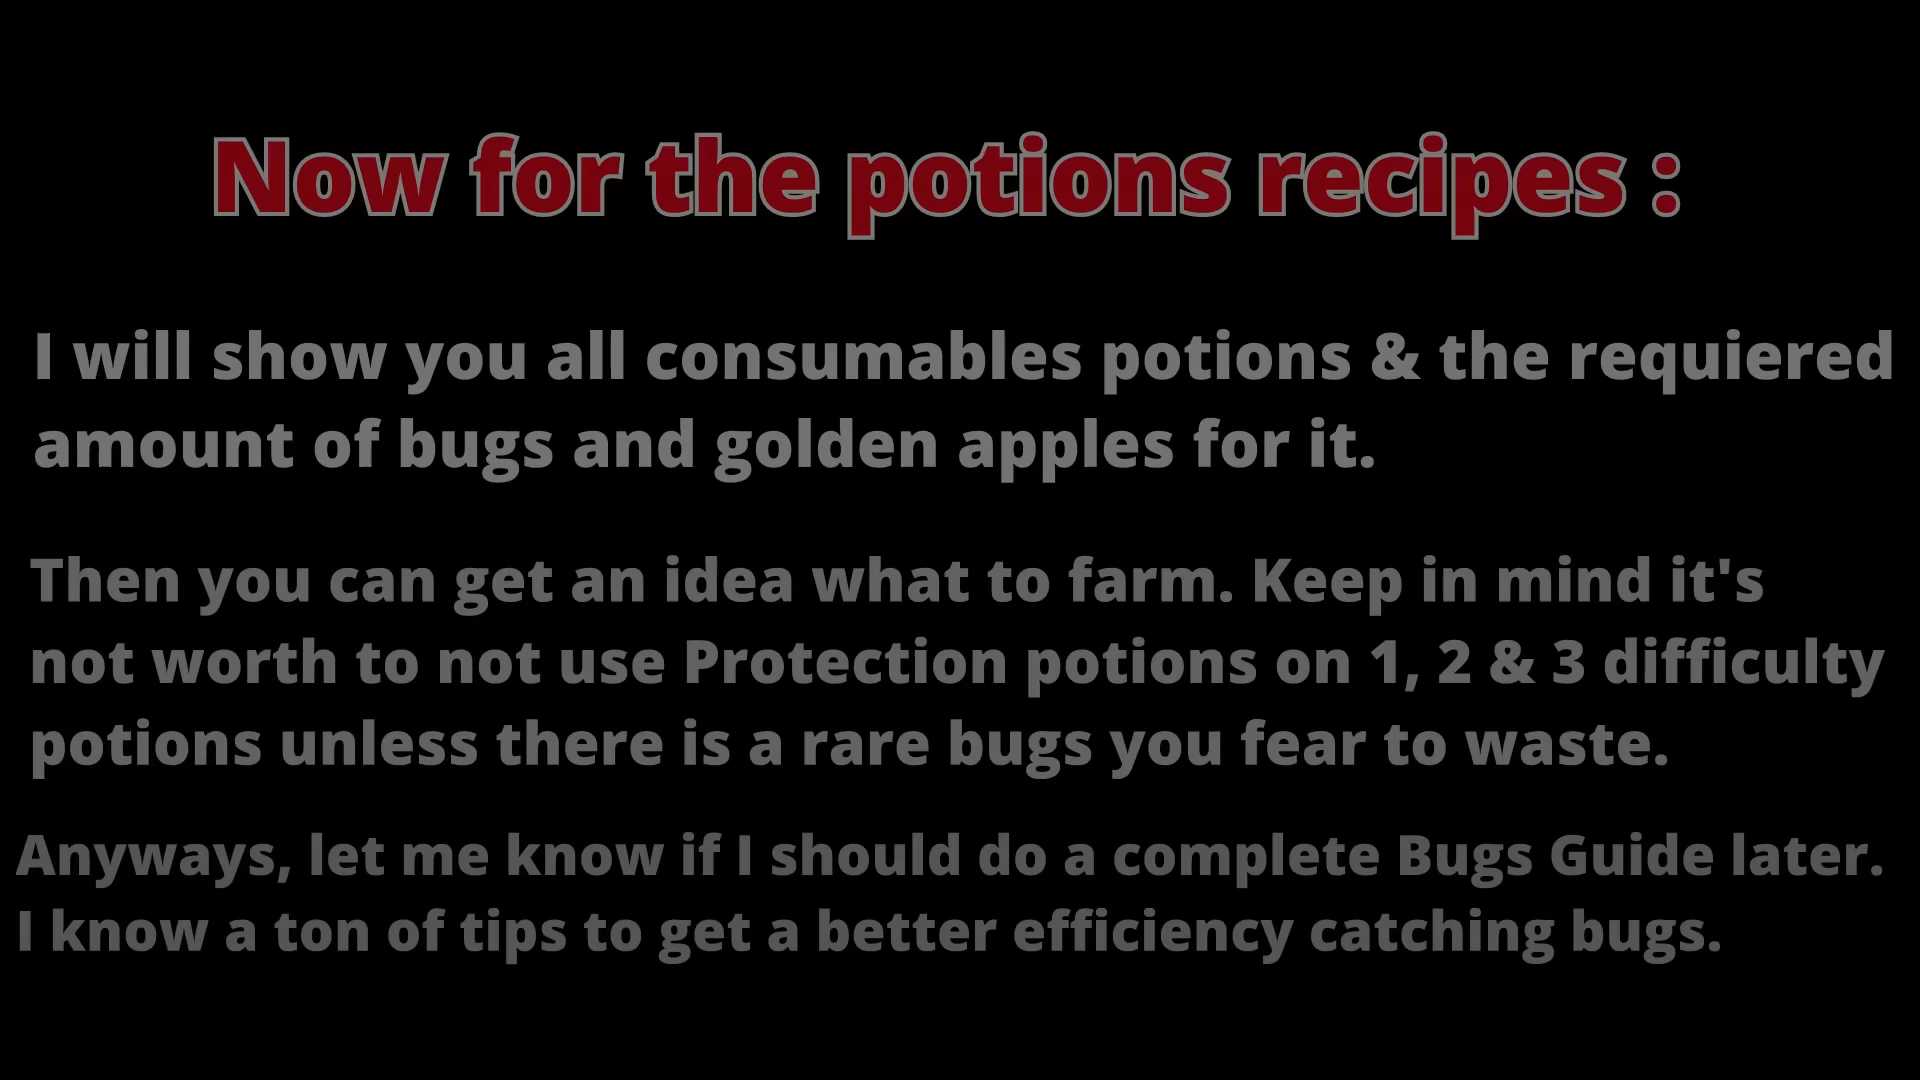 Now for the potions recipes :
I will show you all consumables potions & the requiered
amount of bugs and golden apples for it.
Then you can get an idea what to farm. Keep in mind it's
not worth to not use Protection potions on 1, 2 & 3 difficulty
potions unless there is a rare bugs you fear to waste.
Anyways, let me know if I should do a complete Bugs Guide later.
I know a ton of tips to get a better efficiency catching bugs.